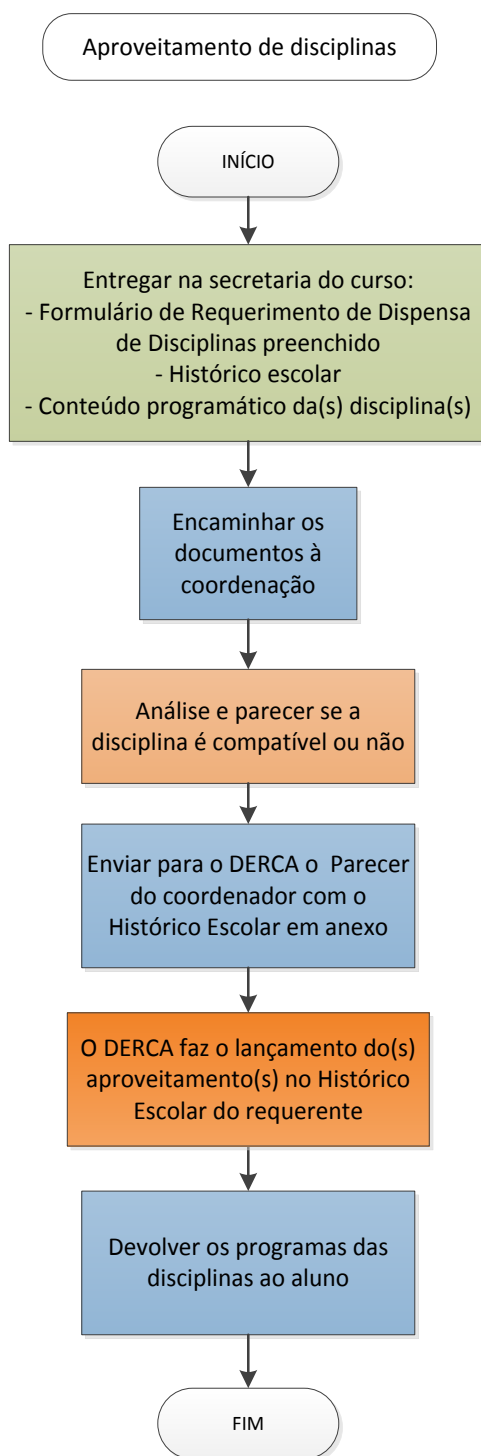 Aproveitamento de disciplinas
INÍCIO
Entregar na secretaria do curso:
- Formulário de Requerimento de Dispensa
de Disciplinas preenchido
- Histórico escolar
- Conteúdo programático da(s) disciplina(s)
Encaminhar os
documentos à
coordenação
Análise e parecer se a
disciplina é compatível ou não
Enviar para o DERCA o Parecer
do coordenador com o
Histórico Escolar em anexo
O DERCA faz o lançamento do(s)
aproveitamento(s) no Histórico
Escolar do requerente
Devolver os programas das
disciplinas ao aluno
FIM